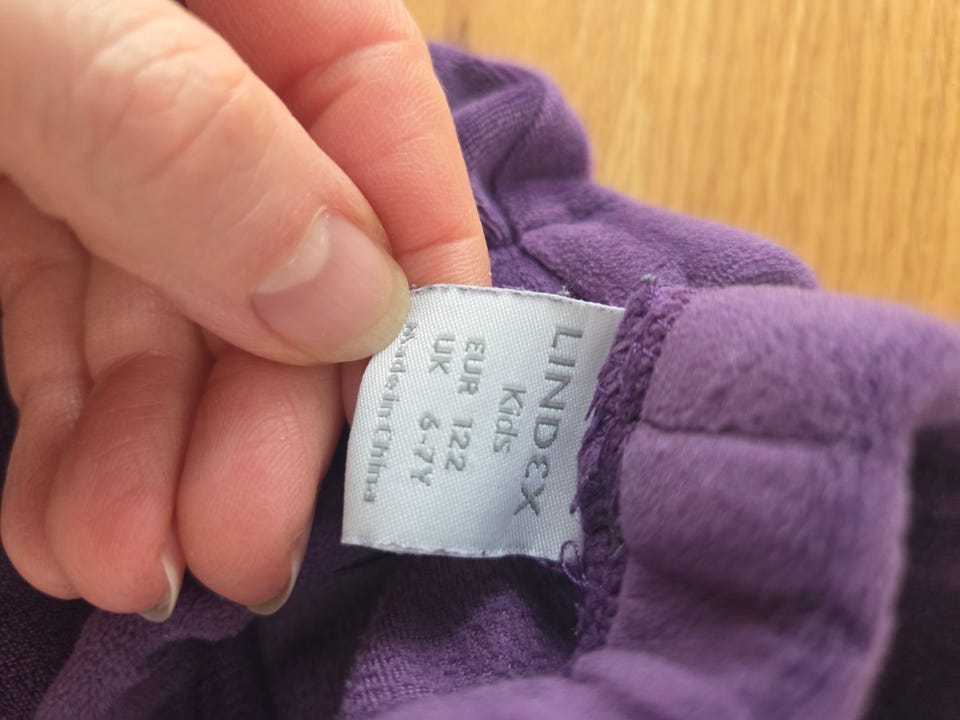 LINDEX
Kids
EUR 122
UK 6-7Y
Made in China